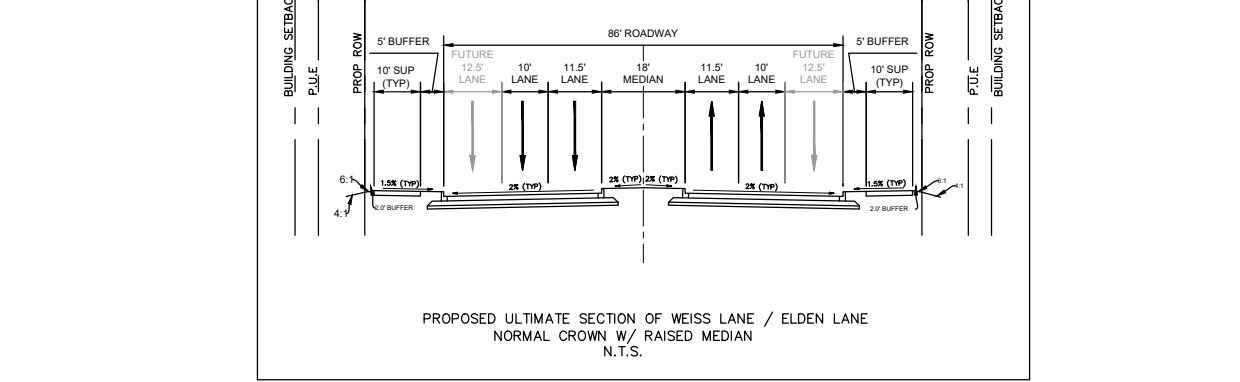 BUILDING SETBAC
P.U.E
PROP ROW
5' BUFFER
10' SUP
(TYP)
86' ROADWAY
FUTURE
12.5'
LANE
10'
LANE
11.5'
LANE
18'
MEDIAN
11.5'
LANE
10'
LANE
FUTURE
12.5'
LANE
5' BUFFER
10' SUP
(TYP)
PROP ROW
P.U.E
BUILDING SETBAC
6:1
4:1
1.5% (TYP)
2.0' BUFFER
2% (TYP)
2% (TYP)
2% (TYP)
2% (TYP)
1.5% (TYP)
2.0' BUFFER
6:1
4:1
PROPOSED ULTIMATE SECTION OF WEISS LANE / ELDEN LANE
NORMAL CROWN W/ RAISED MEDIAN
N.T.S.